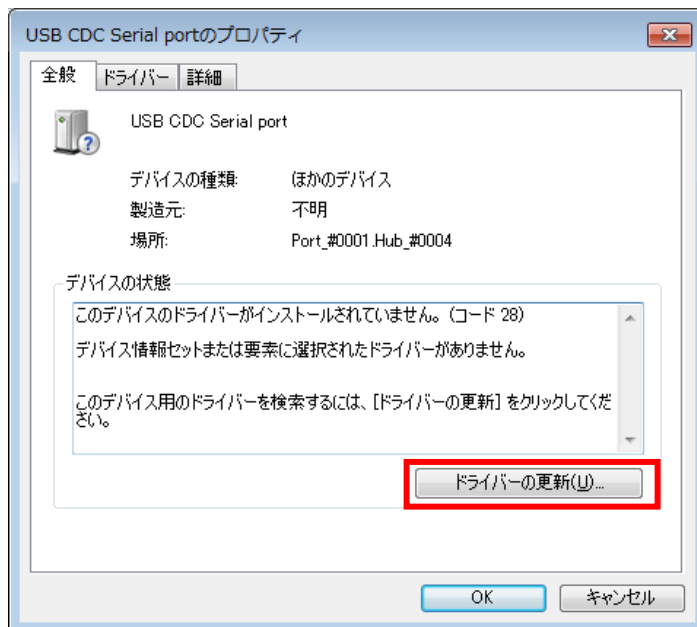 USB CDC Serial portのプロパティ
全般 ドライバー 詳細
USB CDC Serial port
デバイスの種類: ほかのデバイス
製造元: 不明
場所: Port_#0001.Hub_#0004
デバイスの状態
このデバイスのドライバーがインストールされていません。(コード 28)
デバイス情報セットまたは要素に選択されたドライバーがありません。
このデバイス用のドライバーを検索するには、[ドライバーの更新] をクリックしてくだ
さい。
ドライバーの更新(U)...
OK キャンセル